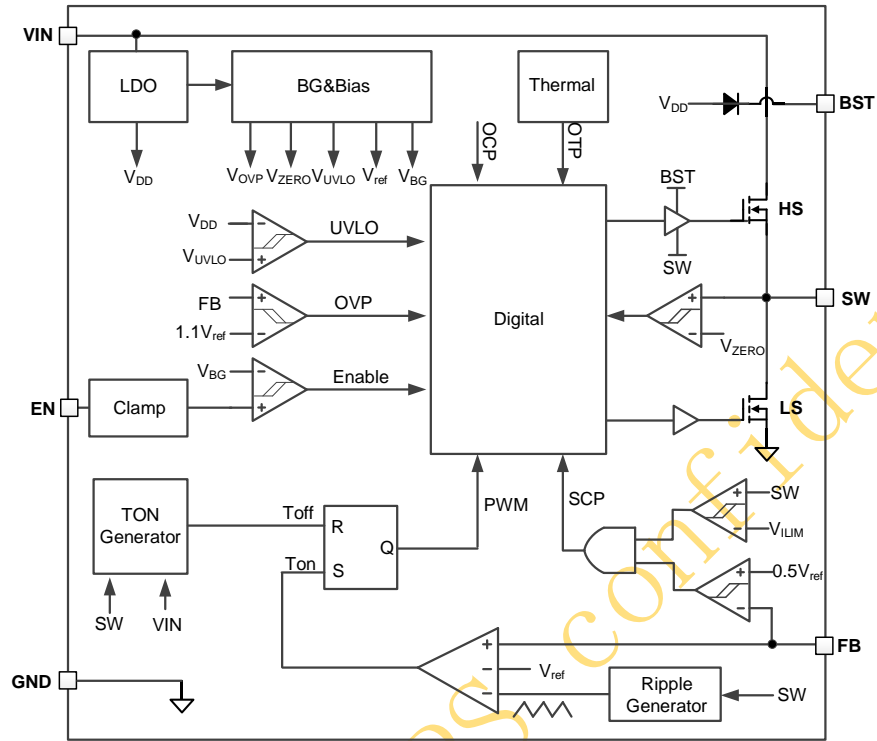 VIN
LDO
BG&Bias
Thermal
VDD
BST
VDD
VOVP
VZERO
VUVLO
Vref
VBG
OCP
OTP
BST
HS
SW
VDD
VUVLO
UVLO
FB
1.1Vref
OVP
Digital
SW
VZERO
VBG
Enable
EN
Clamp
LS
TON
Generator
Toff
R
Q
S
Ton
PWM
SCP
SW
VILIM
0.5Vref
SW
VIN
FB
GND
Vref
Ripple
Generator
SW
ps confide